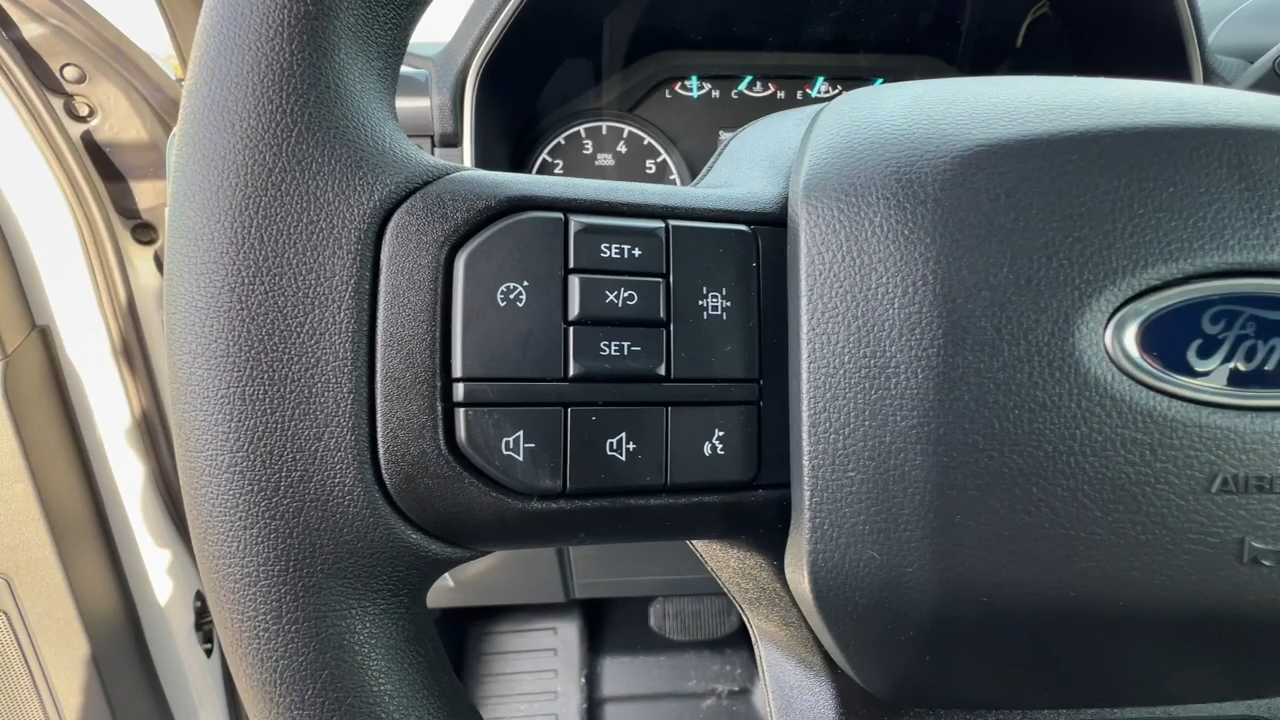 L H C H E
2 3 4 5
RPM
x1000
SET+
×/
SET−
−
+
Ford